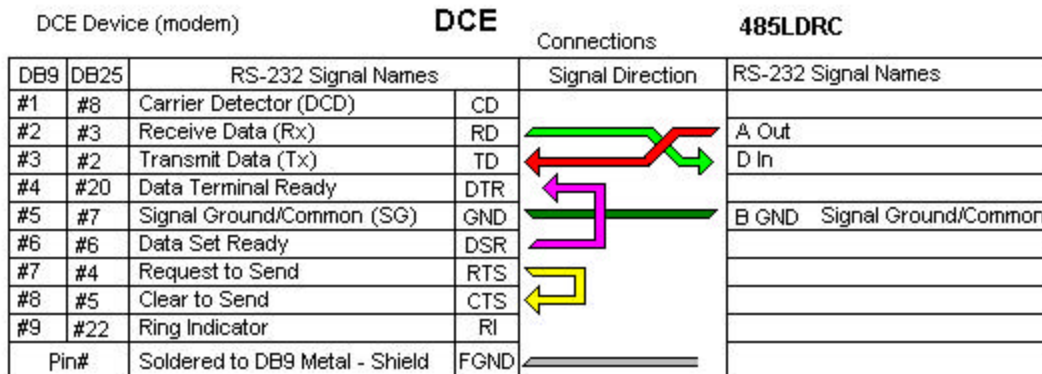 DCE Device (modem) DCE Connections 485LDRC
DB9 DB25 RS-232 Signal Names Signal Direction RS-232 Signal Names
#1 #8 Carrier Detector (DCD) CD
#2 #3 Receive Data (Rx) RD A Out
#3 #2 Transmit Data (Tx) TD D In
#4 #20 Data Terminal Ready DTR
#5 #7 Signal Ground/Common (SG) GND B GND Signal Ground/Common
#6 #6 Data Set Ready DSR
#7 #4 Request to Send RTS
#8 #5 Clear to Send CTS
#9 #22 Ring Indicator RI
Pin# Soldered to DB9 Metal - Shield FGND